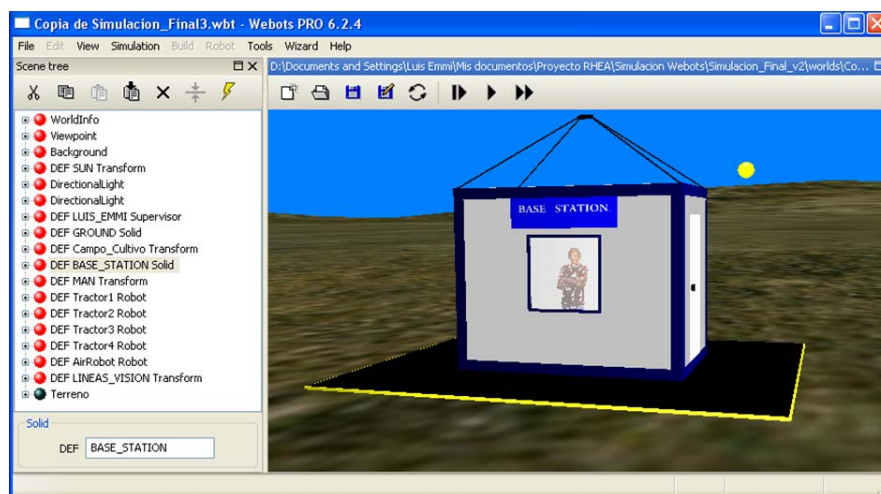 Copia de Simulacion_Final3.wbt - Webots PRO 6.2.4
File Edit View Simulation Build Robot Tools Wizard Help
Scene tree
D:\Documents and Settings\Luis Emmi\Mis documentos\Proyecto RHEA\Simulacion Webots\Simulacion_Final_v2\worlds\Co...
WorldInfo
Viewpoint
Background
DEF SUN Transform
DirectionalLight
DirectionalLight
DEF LUIS_EMMI Supervisor
DEF GROUND Solid
DEF Campo_Cultivo Transform
DEF BASE_STATION Solid
DEF MAN Transform
DEF Tractor1 Robot
DEF Tractor2 Robot
DEF Tractor3 Robot
DEF Tractor4 Robot
DEF AirRobot Robot
DEF LINEAS_VISION Transform
Terreno
Solid
DEF BASE_STATION
BASE STATION